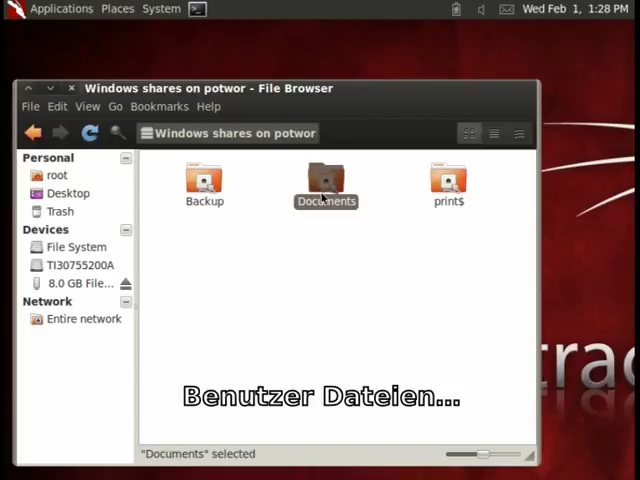 Applications Places System Wed Feb 1, 1:28 PM
Windows shares on potwor - File Browser
File Edit View Go Bookmarks Help
Windows shares on potwor
Personal
root
Desktop
Trash
Devices
File System
TI30755200A
8.0 GB File...
Network
Entire network
Backup
Documents
print$
Benutzer Dateien...
"Documents" selected
trac